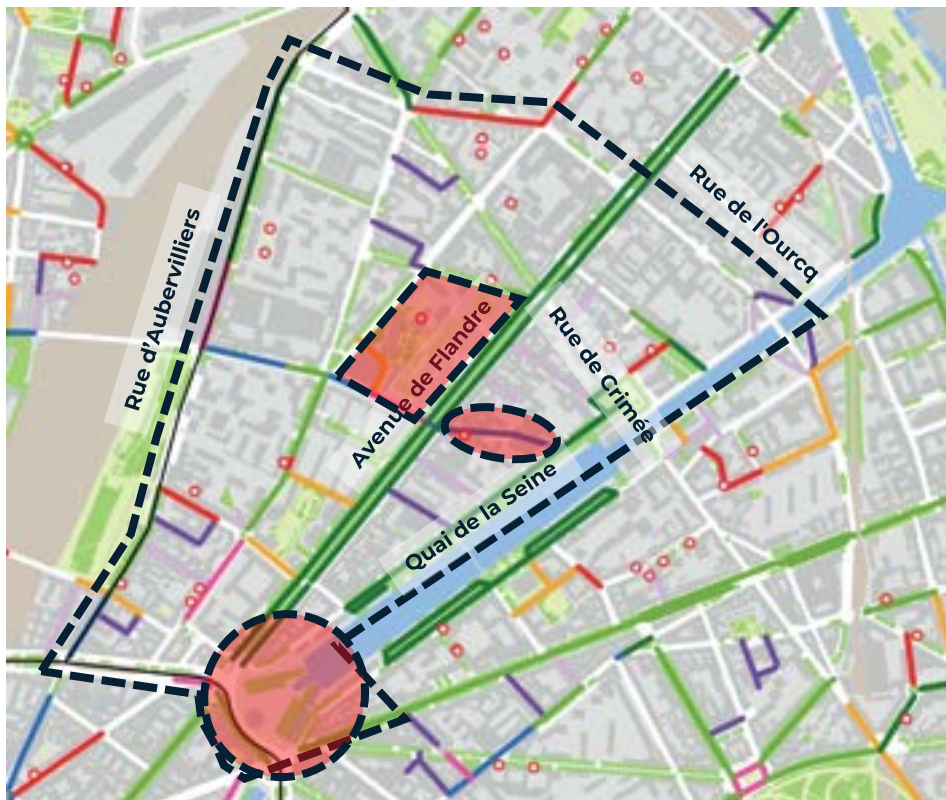 Rue de l'Ourcq
Rue d'Aubervilliers
Avenue de Flandre
Rue de Crimée
Quai de la Seine